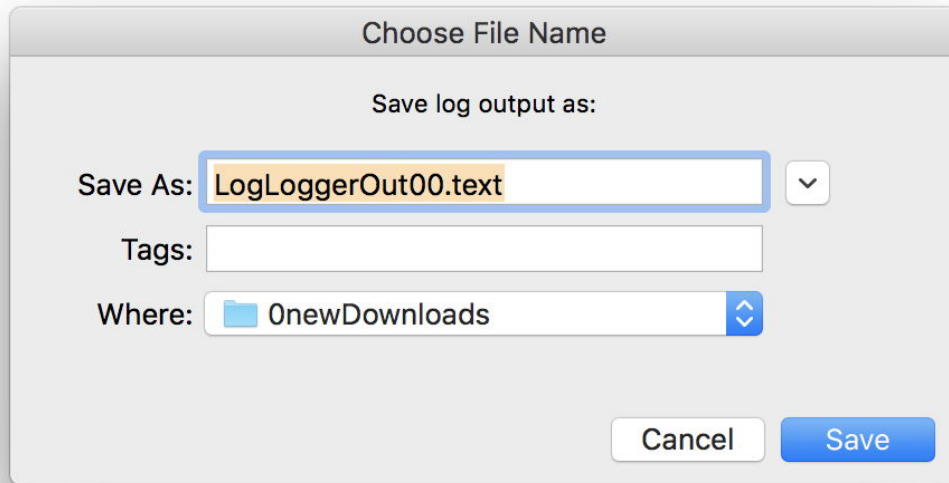 Choose File Name
Save log output as:
Save As: LogLoggerOut00.text
Tags:
Where: 0newDownloads
Cancel Save